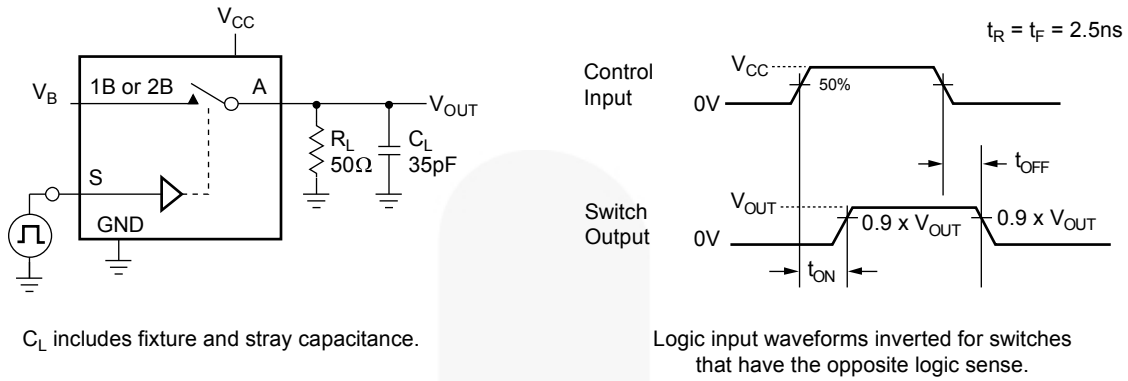 V_CC
V_B
1B or 2B
A
V_OUT
R_L
50Ω
C_L
35pF
S
GND
C_L includes fixture and stray capacitance.
t_R = t_F = 2.5ns
Control
Input
V_CC
0V
50%
t_OFF
Switch
Output
V_OUT
0V
0.9 x V_OUT
0.9 x V_OUT
t_ON
Logic input waveforms inverted for switches
that have the opposite logic sense.